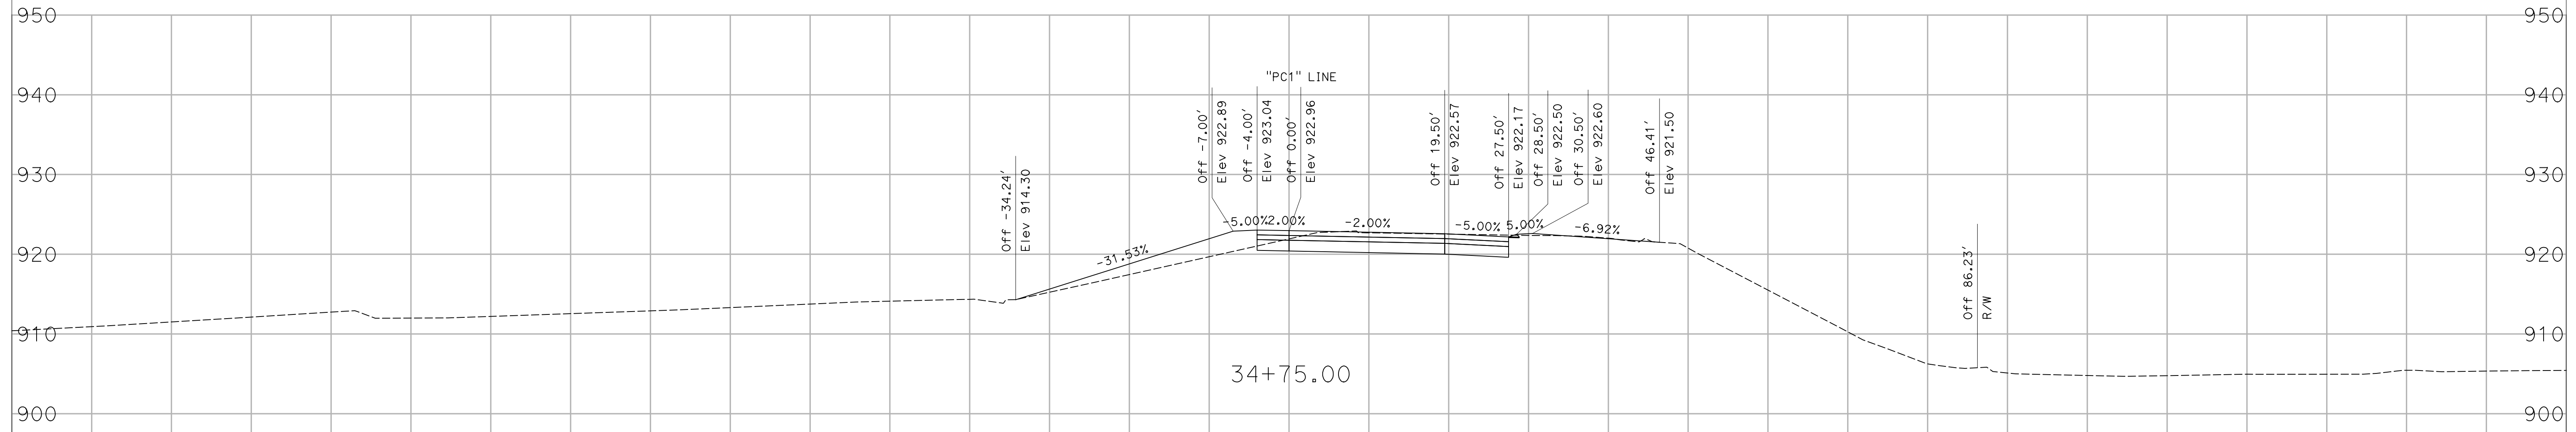 950
950
"PC1" LINE
940
940
Off -7.00'
Elev 922.89
Off -4.00'
Elev 923.04
Off 0.00'
Elev 922.96
Off 19.50'
Elev 922.57
Off 27.50'
Elev 922.17
Off 28.50'
Elev 922.50
Off 30.50'
Elev 922.60
Off 46.41'
Elev 921.50
930
930
Off -34.24'
Elev 914.30
-5.00%
2.00%
-2.00%
-5.00%
5.00%
-6.92%
-31.53%
920
920
Off 86.23'
R/W
910
910
34+75.00
900
900